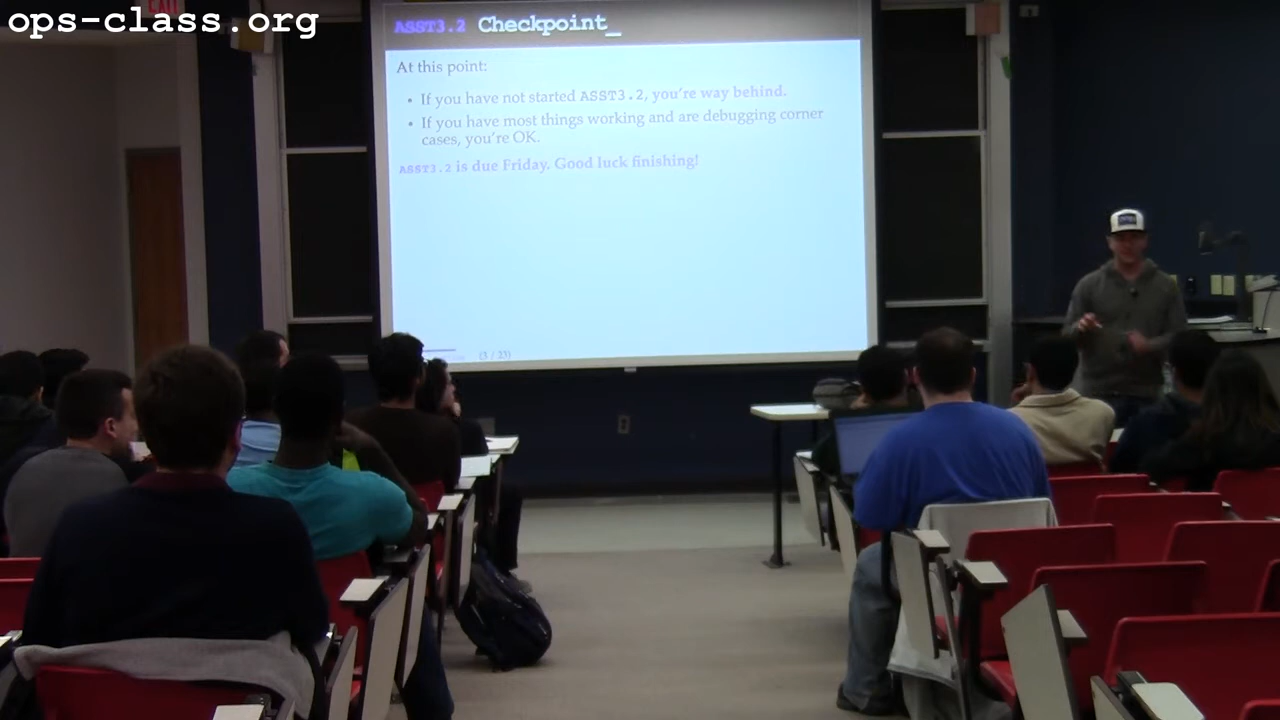 EXIT
ops-class.org
ASST3.2 Checkpoint_
At this point:
• If you have not started ASST3.2, you're way behind.
• If you have most things working and are debugging corner
cases, you're OK.
ASST3.2 is due Friday. Good luck finishing!
(3 / 23)